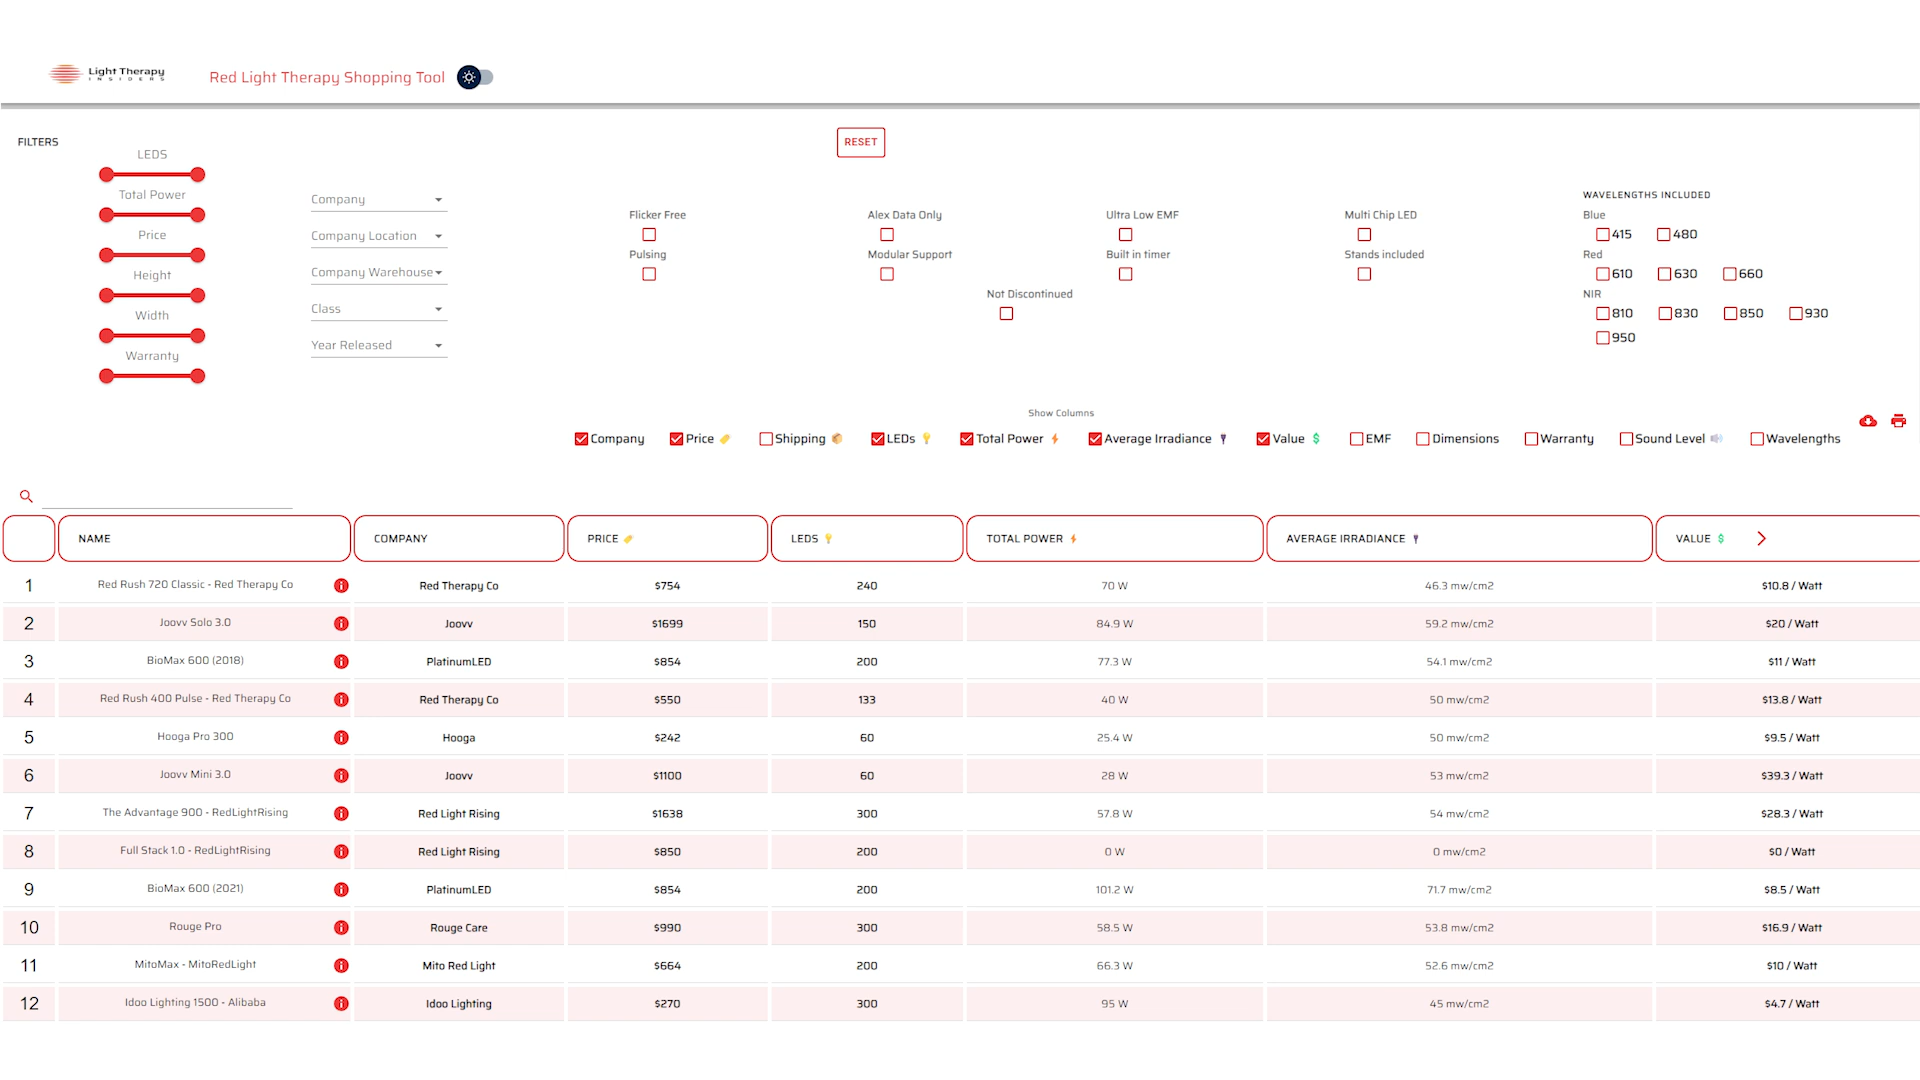 Light Therapy
INSIDERS
Red Light Therapy Shopping Tool
FILTERS
RESET
LEDS
Total Power
Price
Height
Width
Warranty
Company
Company Location
Company Warehouse
Class
Year Released
Flicker Free
Alex Data Only
Ultra Low EMF
Multi Chip LED
Pulsing
Modular Support
Built in timer
Stands included
Not Discontinued
WAVELENGTHS INCLUDED
Blue
415 480
Red
610 630 660
NIR
810 830 850 930
950
Show Columns
Company Price Shipping LEDs Total Power Average Irradiance Value EMF Dimensions Warranty Sound Level Wavelengths
NAME COMPANY PRICE LEDS TOTAL POWER AVERAGE IRRADIANCE VALUE
1 Red Rush 720 Classic - Red Therapy Co Red Therapy Co $754 240 70 W 46.3 mw/cm2 $10.8 / Watt
2 Joovv Solo 3.0 Joovv $1699 150 84.9 W 59.2 mw/cm2 $20 / Watt
3 BioMax 600 (2018) PlatinumLED $854 200 77.3 W 54.1 mw/cm2 $11 / Watt
4 Red Rush 400 Pulse - Red Therapy Co Red Therapy Co $550 133 40 W 50 mw/cm2 $13.8 / Watt
5 Hooga Pro 300 Hooga $242 60 25.4 W 50 mw/cm2 $9.5 / Watt
6 Joovv Mini 3.0 Joovv $1100 60 28 W 53 mw/cm2 $39.3 / Watt
7 The Advantage 900 - RedLightRising Red Light Rising $1638 300 57.8 W 54 mw/cm2 $28.3 / Watt
8 Full Stack 1.0 - RedLightRising Red Light Rising $850 200 0 W 0 mw/cm2 $0 / Watt
9 BioMax 600 (2021) PlatinumLED $854 200 101.2 W 71.7 mw/cm2 $8.5 / Watt
10 Rouge Pro Rouge Care $990 300 58.5 W 53.8 mw/cm2 $16.9 / Watt
11 MitoMax - MitoRedLight Mito Red Light $664 200 66.3 W 52.6 mw/cm2 $10 / Watt
12 Idoo Lighting 1500 - Alibaba Idoo Lighting $270 300 95 W 45 mw/cm2 $4.7 / Watt